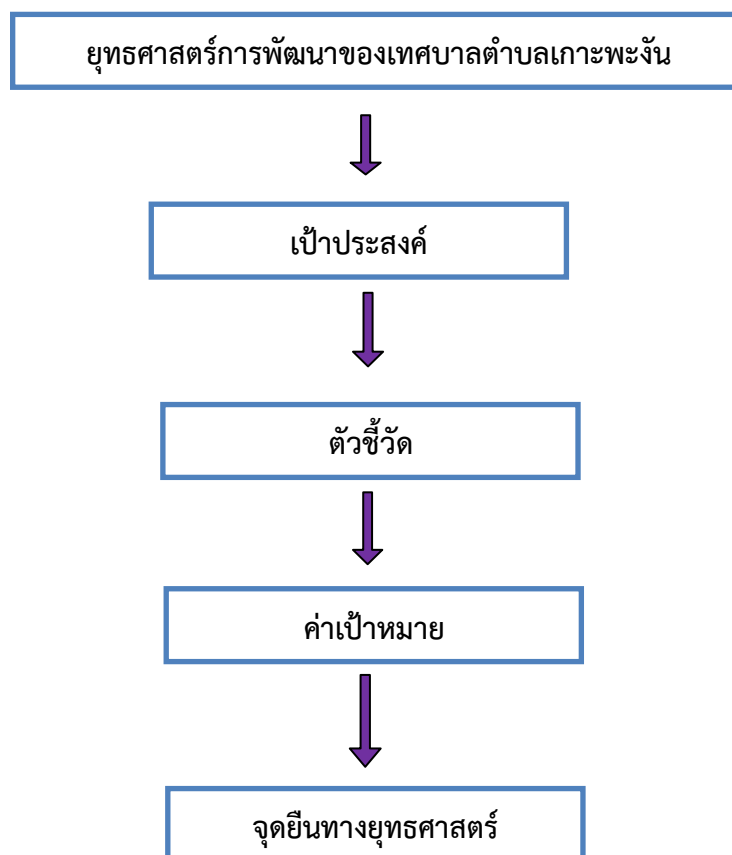 ยุทธศาสตร์การพัฒนาของเทศบาลตำบลเกาะพะงัน
เป้าประสงค์
ตัวชี้วัด
ค่าเป้าหมาย
จุดยืนทางยุทธศาสตร์